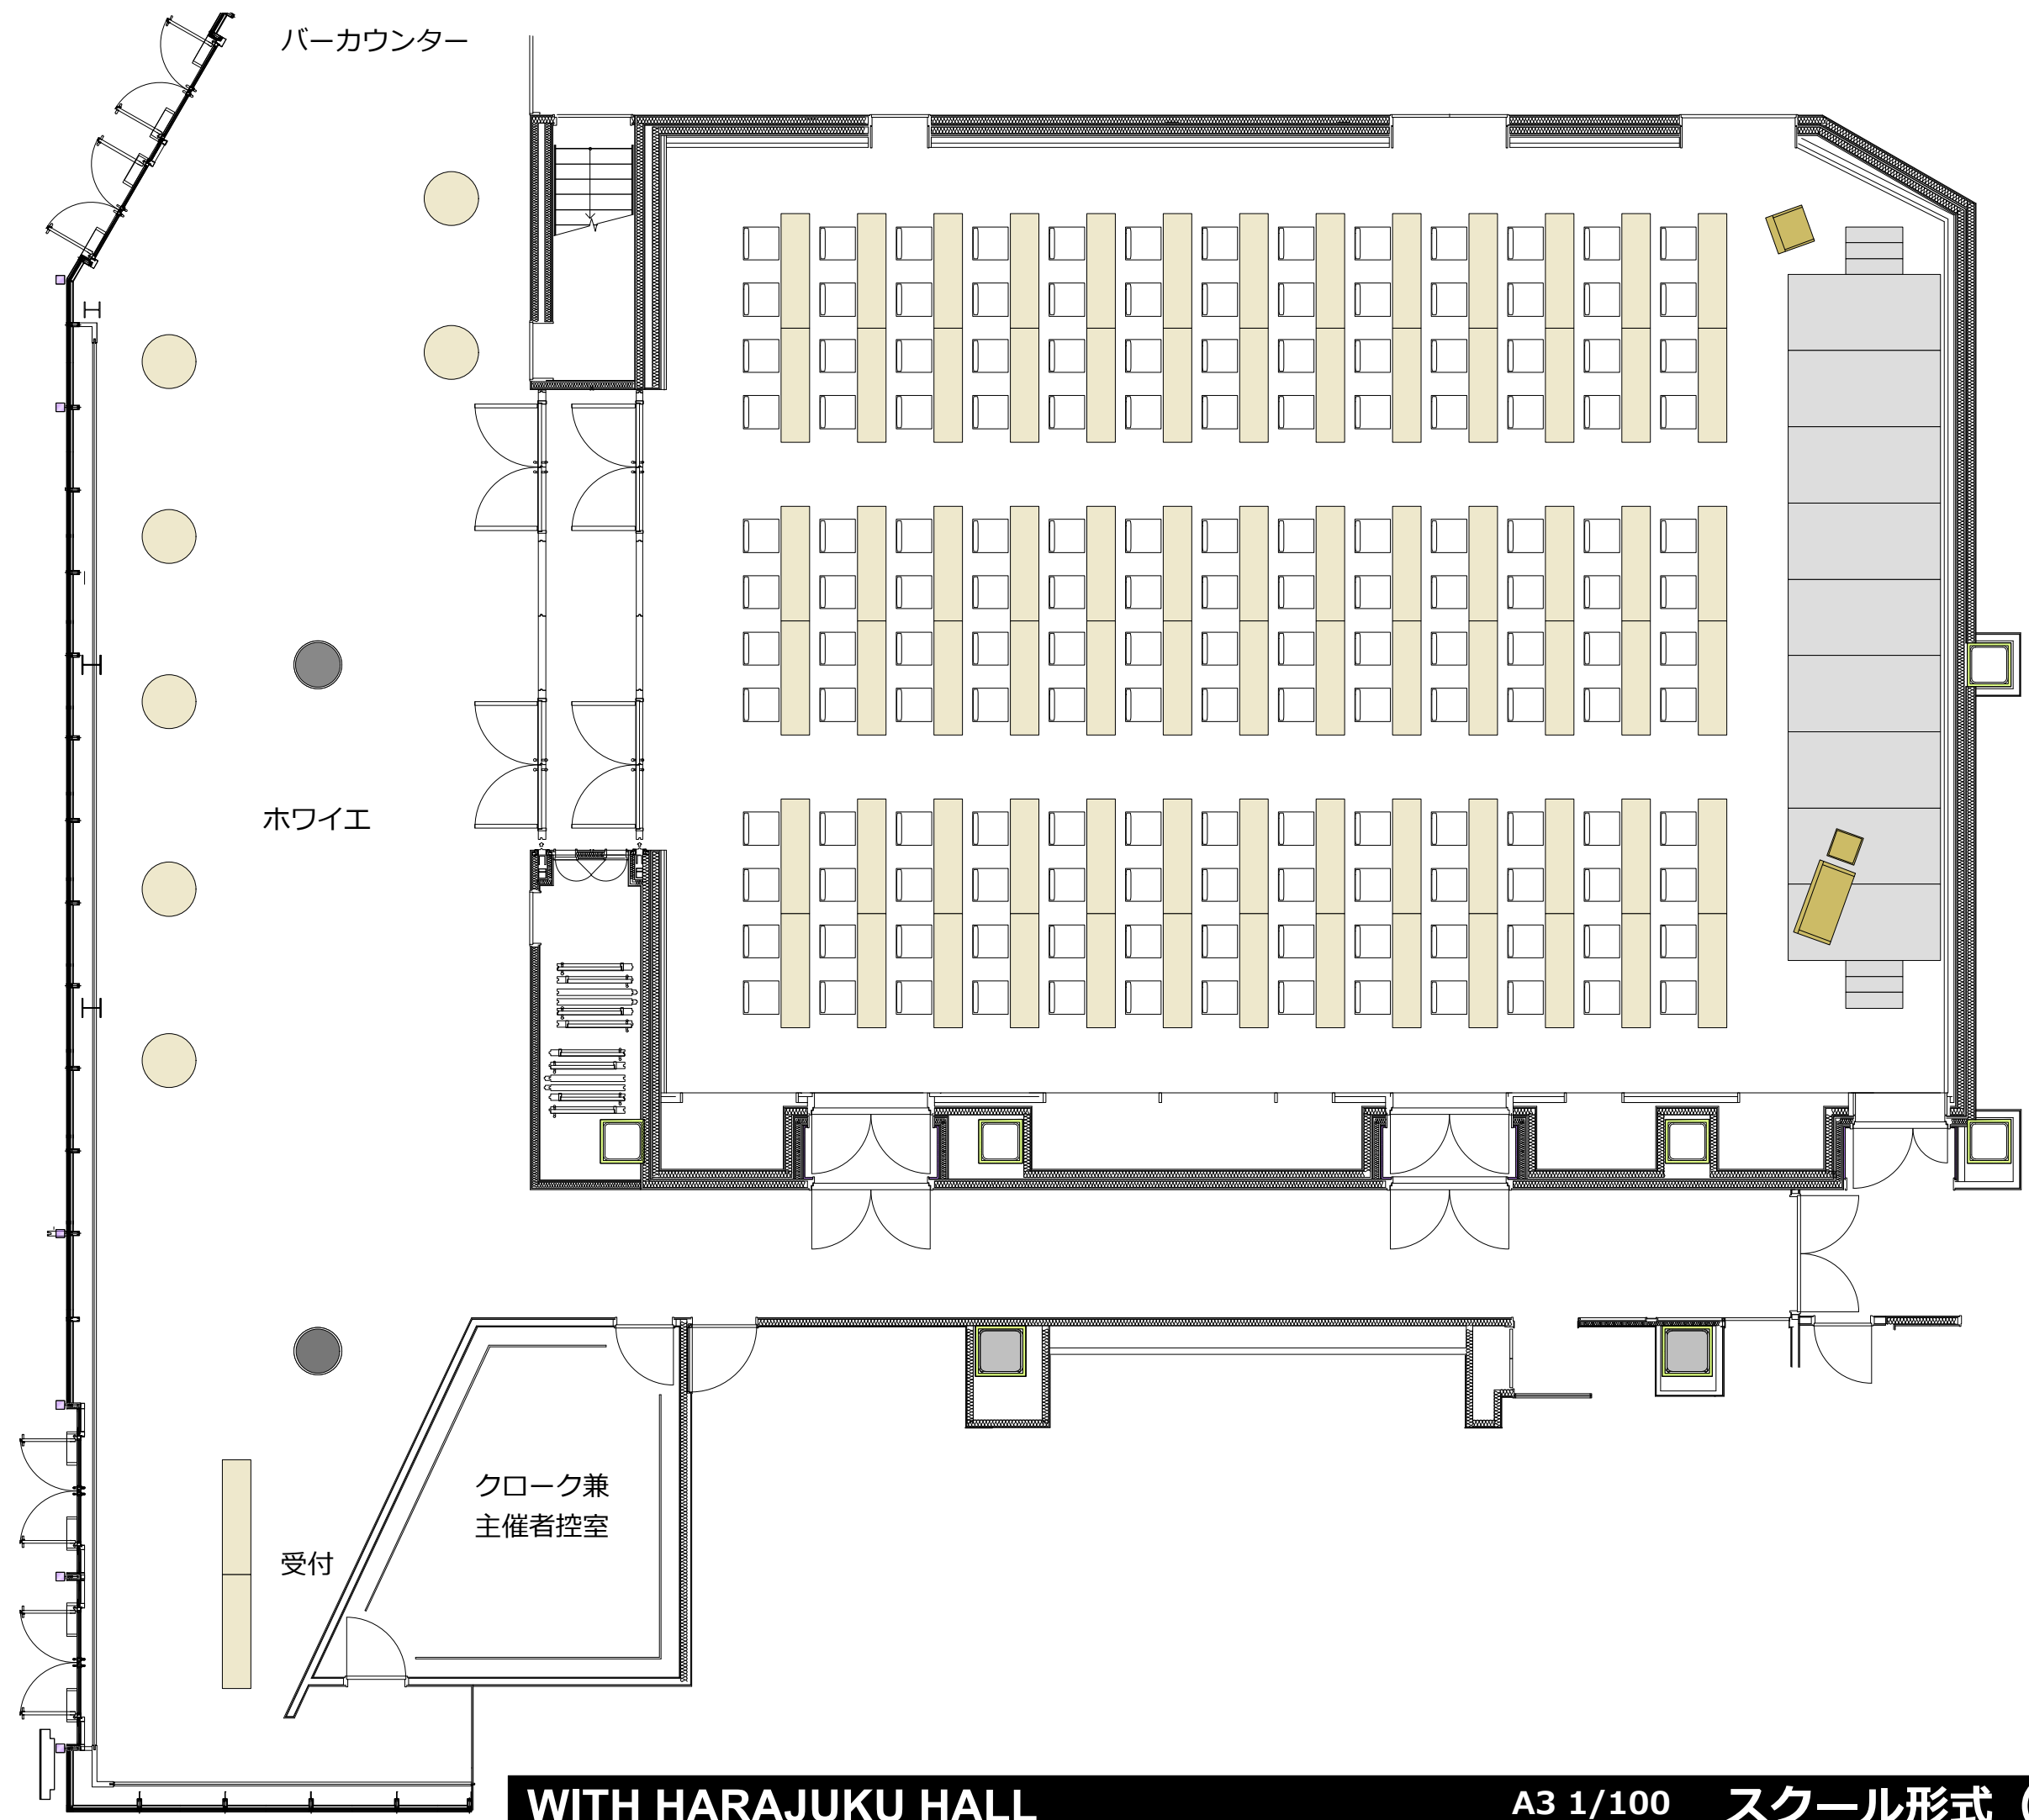 バーカウンター
ホワイエ
クローク兼
主催者控室
受付
WITH HARAJUKU HALL
A3 1/100
スクール形式（